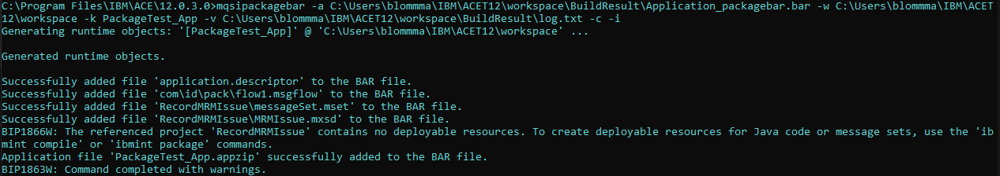 C:\Program Files\IBM\ACE\12.0.3.0>mqsipackagebar -a C:\Users\blommma\IBM\ACET12\workspace\BuildResult\Application_packagebar.bar -w C:\Users\blommma\IBM\ACET
12\workspace -k PackageTest_App -v C:\Users\blommma\IBM\ACET12\workspace\BuildResult\log.txt -c -i
Generating runtime objects: '[PackageTest_App]' @ 'C:\Users\blommma\IBM\ACET12\workspace' ...
Generated runtime objects.
Successfully added file 'application.descriptor' to the BAR file.
Successfully added file 'com\id\pack\flow1.msgflow' to the BAR file.
Successfully added file 'RecordMRMIssue\messageSet.mset' to the BAR file.
Successfully added file 'RecordMRMIssue\MRMIssue.mxsd' to the BAR file.
BIP1866W: The referenced project 'RecordMRMIssue' contains no deployable resources. To create deployable resources for Java code or message sets, use the 'ib
mint compile' or 'ibmint package' commands.
Application file 'PackageTest_App.appzip' successfully added to the BAR file.
BIP1863W: Command completed with warnings.